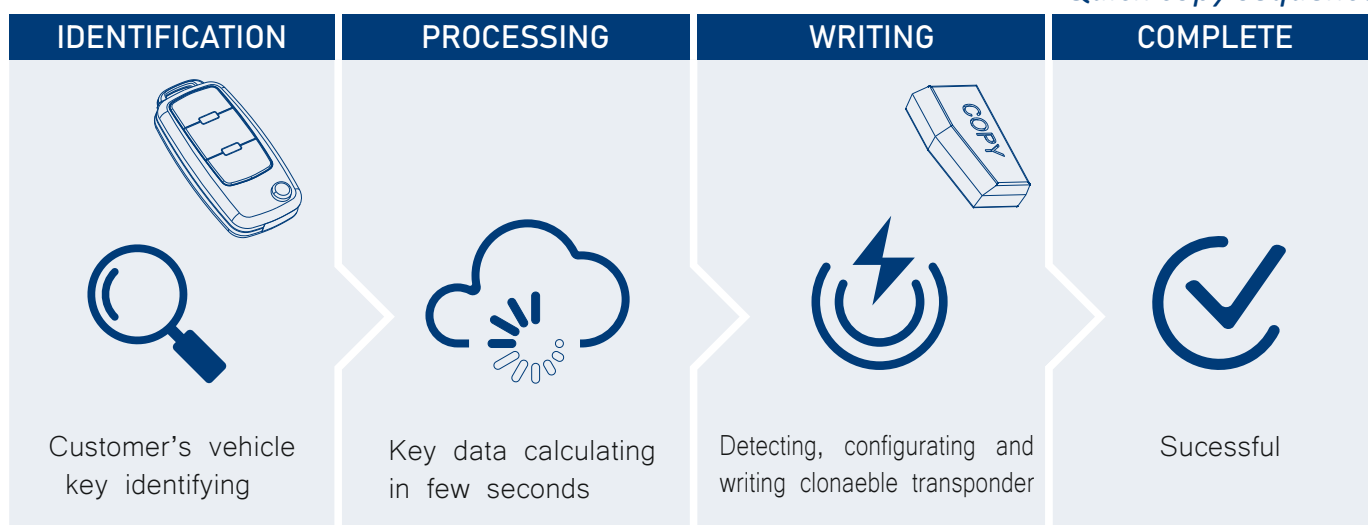 IDENTIFICATION
PROCESSING
WRITING
COMPLETE
COPY
Customer's vehicle
key identifying
Key data calculating
in few seconds
Detecting, configurating and
writing clonaeble transponder
Sucessful